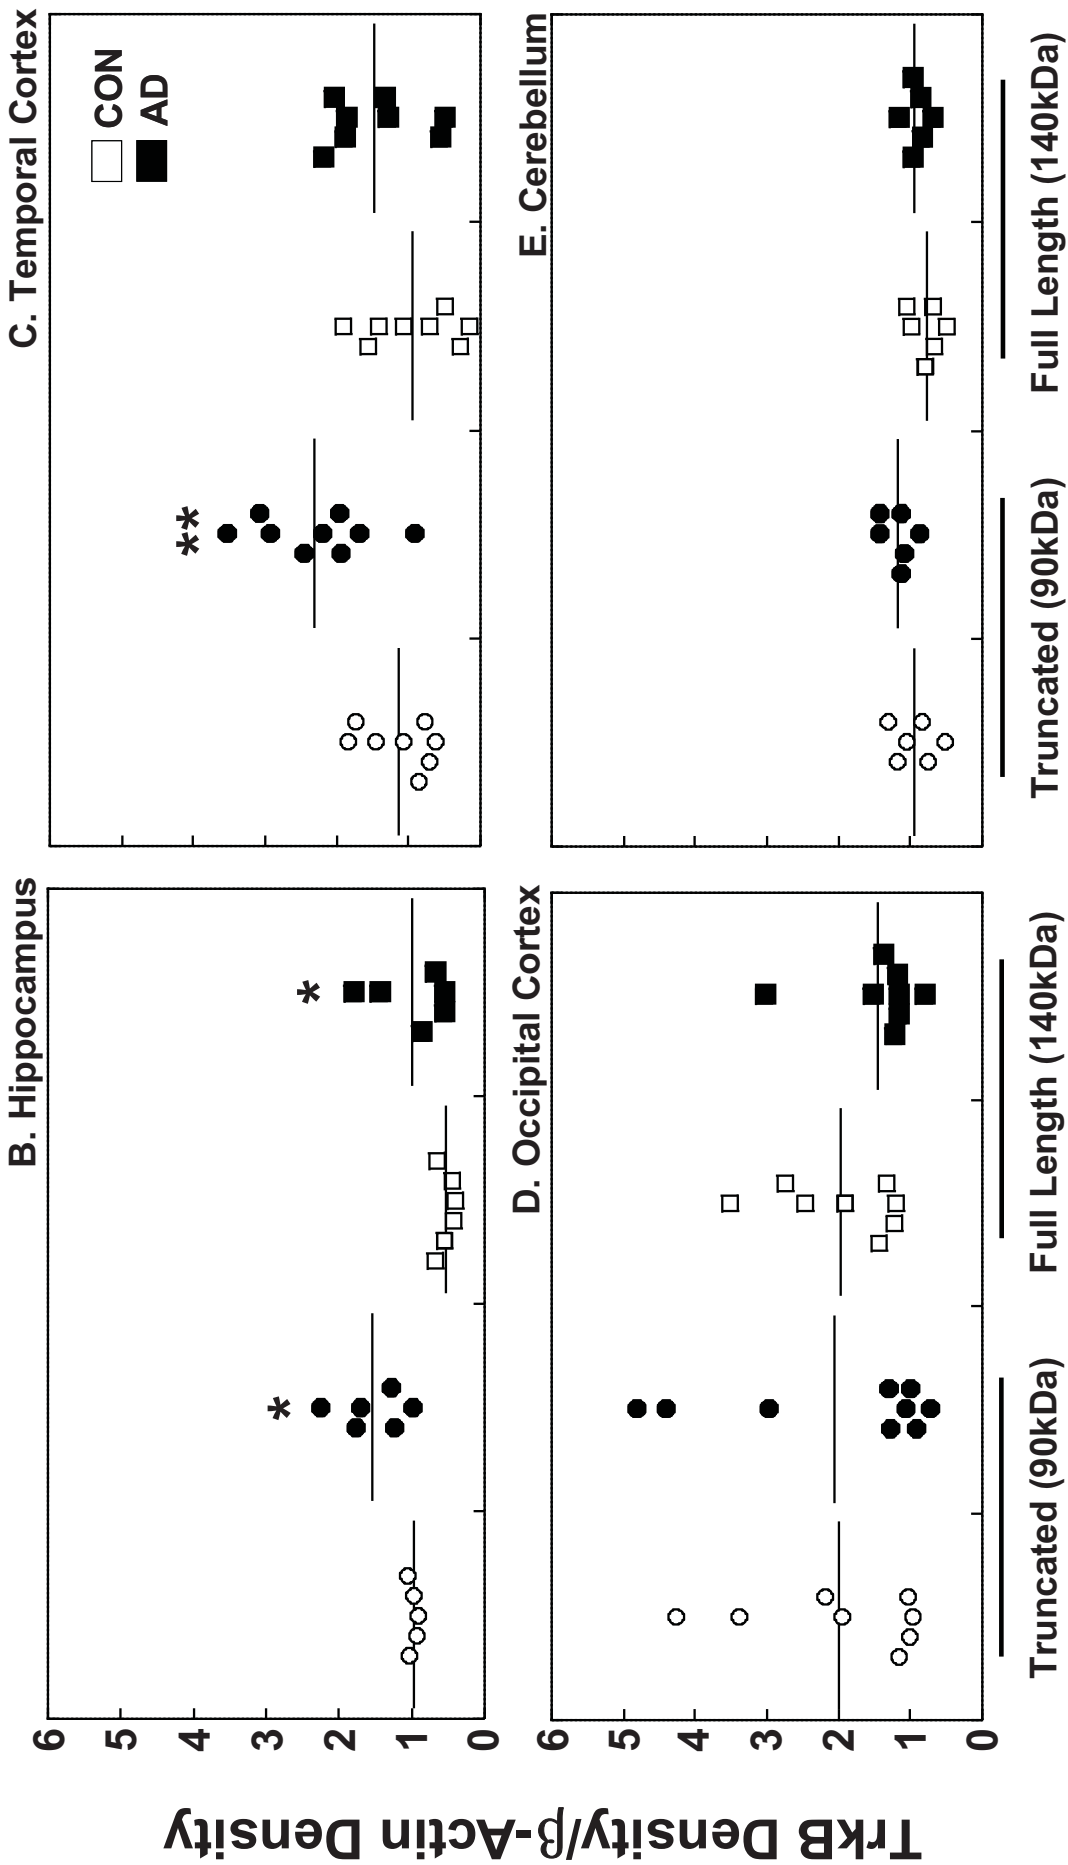 B. Hippocampus
*
*
6
5
4
3
2
1
0
C. Temporal Cortex
CON
AD
**
D. Occipital Cortex
6
5
4
3
2
1
0
E. Cerebellum
TrkB Density/β-Actin Density
Truncated (90kDa)
Full Length (140kDa)
Truncated (90kDa)
Full Length (140kDa)